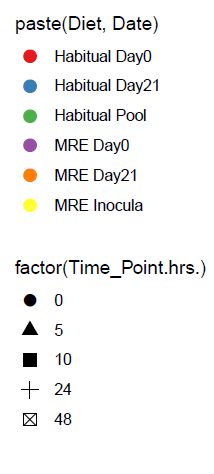 paste(Diet, Date)
Habitual Day0
Habitual Day21
Habitual Pool
MRE Day0
MRE Day21
MRE Inocula
factor(Time_Point.hrs.)
0
5
10
24
48